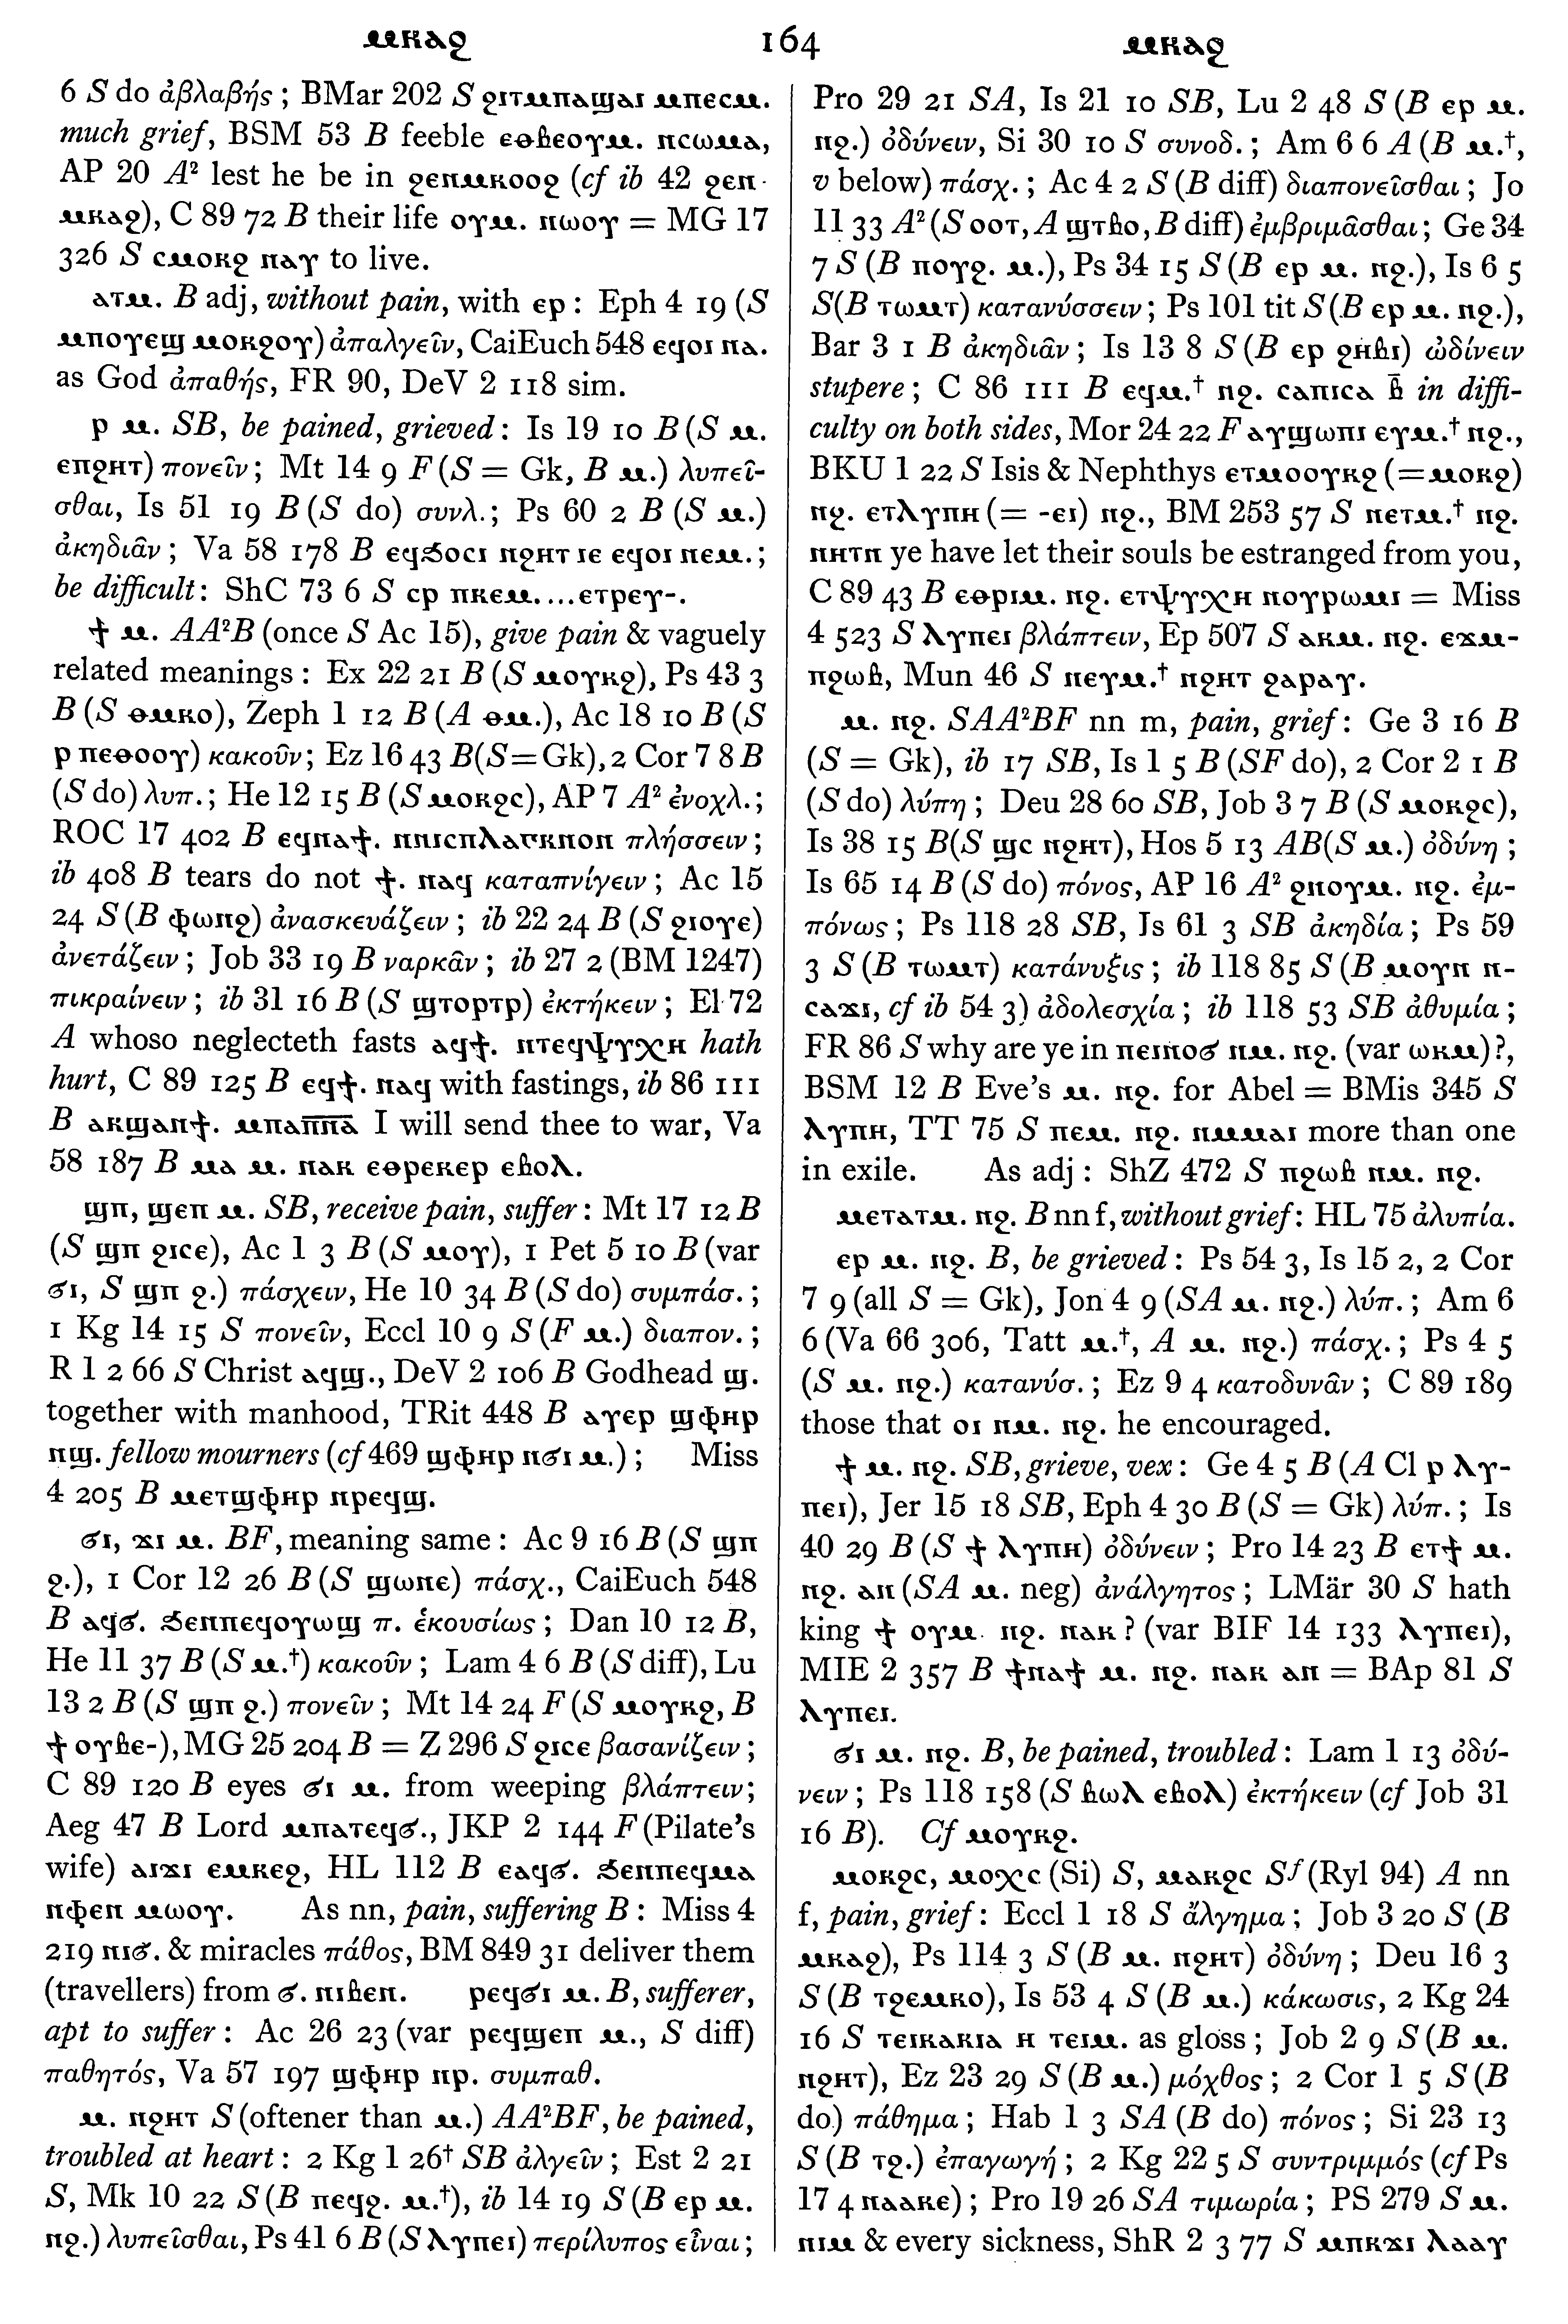 ⲙⲕⲁϩ 164 ⲙⲕⲁϩ
6 S do ἀβλαβής ; BMar 202 S ϩⲓⲧⲙⲡⲁϣⲁⲓ ⲙⲡⲉⲥⲙ.
much grief, BSM 53 B feeble ⲉⲑⲃⲉⲟⲩⲙ. ⲛⲥⲱⲙⲁ,
AP 20 A² lest he be in ϩⲉⲛⲙⲕⲟⲟϩ (cf ib 42 ϩⲉⲛ-
ⲙⲕⲁϩ), C 89 72 B their life ⲟⲩⲙ. ⲛⲱⲟⲩ = MG 17
326 S ⲥⲙⲟⲕϩ ⲛⲁⲩ to live.
ⲁⲧⲙ. B adj, without pain, with ⲉⲣ : Eph 4 19 (S
ⲙⲡⲟⲩⲉϣ ⲙⲟⲕϩⲟⲩ) ἀπαλγεῖν, CaiEuch 548 ⲉϥⲟⲓ ⲛⲁ.
as God ἀπαθής, FR 90, DeV 2 118 sim.
ⲣ ⲙ. SB, be pained, grieved : Is 19 10 B (S ⲙ.
ⲉⲡϩⲏⲧ) πονεῖν ; Mt 14 9 F (S = Gk, B ⲙ.) λυπεῖ-
σθαι, Is 51 19 B (S do) συνλ. ; Ps 60 2 B (S ⲙ.)
ἀκηδιᾶν ; Va 58 178 B ⲉϥϧⲟⲥⲓ ⲛϩⲏⲧ ⲓⲉ ⲉϥⲟⲓ ⲛⲉⲙ. ;
be difficult : ShC 73 6 S ⲥⲣ ⲡⲕⲉⲙ....ⲉⲧⲣⲉⲩ-.
ϯ ⲙ. AA²B (once S Ac 15), give pain & vaguely
related meanings : Ex 22 21 B (S ⲙⲟⲩⲕϩ), Ps 43 3
B (S ⲑⲙⲕⲟ), Zeph 1 12 B (A ⲑⲙ.), Ac 18 10 B (S
ⲣ ⲡⲉⲑⲟⲟⲩ) κακοῦν ; Ez 16 43 B (S = Gk), 2 Cor 7 8 B
(S do) λυπ. ; He 12 15 B (S ⲙⲟⲕϩⲥ), AP 7 A² ἐνοχλ. ;
ROC 17 402 B ⲉϥⲛⲁϯ. ⲛⲛⲓⲥⲡⲗⲁⲅⲕⲛⲟⲛ πλήσσειν ;
ib 408 B tears do not ϯ. ⲛⲁϥ καταπνίγειν ; Ac 15
24 S (B ⲫⲱⲛϩ) ἀνασκευάζειν ; ib 22 24 B (S ϩⲓⲟⲩⲉ)
ἀνετάζειν ; Job 33 19 B ναρκᾶν ; ib 27 2 (BM 1247)
πικραίνειν ; ib 31 16 B (S ϣⲧⲟⲣⲧⲣ) ἐκτήκειν ; El 72
A whoso neglecteth fasts ⲁϥϯ. ⲛⲧⲉϥⲯⲩⲭⲏ hath
hurt, C 89 125 B ⲉϥϯ. ⲛⲁϥ with fastings, ib 86 111
B ⲁⲕϣⲁⲛϯ. ⲙⲡⲁⲡ̅ⲛ̅ⲁ̅ I will send thee to war, Va
58 187 B ⲙⲁ ⲙ. ⲛⲁⲕ ⲉⲑⲣⲉⲕⲉⲣ ⲉⲃⲟⲗ.
ϣⲡ, ϣⲉⲡ ⲙ. SB, receive pain, suffer : Mt 17 12 B
(S ϣⲡ ϩⲓⲥⲉ), Ac 1 3 B (S ⲙⲟⲩ), 1 Pet 5 10 B (var
ϭⲓ, S ϣⲡ ϩ.) πάσχειν, He 10 34 B (S do) συμπάσ. ;
1 Kg 14 15 S πονεῖν, Eccl 10 9 S (F ⲙ.) διαπον. ;
R 1 2 66 S Christ ⲁϥϣ., DeV 2 106 B Godhead ϣ.
together with manhood, TRit 448 B ⲁⲩⲉⲣ ϣⲫⲏⲣ
ⲛϣ. fellow mourners (cf 469 ϣⲫⲏⲣ ⲛϭⲓ ⲙ.) ; Miss
4 205 B ⲙⲉⲧϣⲫⲏⲣ ⲛⲣⲉϥϣ.
ϭⲓ, ϫⲓ ⲙ. BF, meaning same : Ac 9 16 B (S ϣⲡ
ϩ.), 1 Cor 12 26 B (S ϣⲱⲛⲉ) πάσχ., CaiEuch 548
B ⲁϥϭ. ϧⲉⲛⲡⲉϥⲟⲩⲱϣ π. ἑκουσίως ; Dan 10 12 B,
He 11 37 B (S ⲙ.†) κακοῦν ; Lam 4 6 B (S diff), Lu
13 2 B (S ϣⲡ ϩ.) πονεῖν ; Mt 14 24 F (S ⲙⲟⲩⲕϩ, B
ϯ ⲟⲩⲃⲉ-), MG 25 204 B = Z 296 S ϩⲓⲥⲉ βασανίζειν ;
C 89 120 B eyes ϭⲓ ⲙ. from weeping βλάπτειν ;
Aeg 47 B Lord ⲙⲡⲁⲧⲉϥϭ., JKP 2 144 F (Pilate's
wife) ⲁⲓϫⲓ ⲉⲙⲕⲉϩ, HL 112 B ⲉⲁϥϭ. ϧⲉⲛⲡⲉϥⲙⲁ
ⲛⲫⲉⲛ ⲙⲱⲟⲩ. As nn, pain, suffering B : Miss 4
219 ⲛⲓϭ. & miracles πάθος, BM 849 31 deliver them
(travellers) from ϭ. ⲛⲓⲃⲉⲛ. ⲣⲉϥϭⲓ ⲙ. B, sufferer,
apt to suffer : Ac 26 23 (var ⲣⲉϥϣⲉⲡ ⲙ., S diff)
παθητός, Va 57 197 ϣⲫⲏⲣ ⲛⲣ. συμπαθ.
ⲙ. ⲛϩⲏⲧ S (oftener than ⲙ.) AA²BF, be pained,
troubled at heart : 2 Kg 1 26† SB ἀλγεῖν ; Est 2 21
S, Mk 10 22 S (B ⲡⲉϥϩ. ⲙ.†), ib 14 19 S (B ⲉⲣ ⲙ.
ⲛϩ.) λυπεῖσθαι, Ps 41 6 B (S ⲗⲩⲡⲉⲓ) περίλυπος εἶναι ;
Pro 29 21 SA, Is 21 10 SB, Lu 2 48 S (B ⲉⲣ ⲙ.
ⲛϩ.) ὀδύνειν, Si 30 10 S συνοδ. ; Am 6 6 A (B ⲙ.†,
v below) πάσχ. ; Ac 4 2 S (B diff) διαπονεῖσθαι ; Jo
11 33 A² (S ⲟⲟⲧ, A ϣⲧⲃⲟ, B diff) ἐμβριμᾶσθαι ; Ge 34
7 S (B ⲛⲟⲩϩ. ⲙ.), Ps 34 15 S (B ⲉⲣ ⲙ. ⲛϩ.), Is 6 5
S (B ⲧⲱⲙⲧ) κατανύσσειν ; Ps 101 tit S (B ⲉⲣ ⲙ. ⲛϩ.),
Bar 3 1 B ἀκηδιᾶν ; Is 13 8 S (B ⲉⲣ ϩⲏⲃⲓ) ὠδίνειν
stupere ; C 86 111 B ⲉϥⲙ.† ⲛϩ. ⲥⲁⲡⲓⲥⲁ ⲃ̅ in diffi-
culty on both sides, Mor 24 22 F ⲁⲩϣⲱⲡⲓ ⲉⲩⲙ.† ⲛϩ.,
BKU 1 22 S Isis & Nephthys ⲉⲧⲙⲟⲟⲩⲕϩ (=ⲙⲟⲕϩ)
ⲛϩ. ⲉⲧⲗⲩⲡⲏ (= -ⲉⲓ) ⲛϩ., BM 253 57 S ⲡⲉⲧⲙ.† ⲛϩ.
ⲛⲏⲧⲛ ye have let their souls be estranged from you,
C 89 43 B ⲉⲑⲣⲓⲙ. ⲛϩ. ⲉⲧⲯⲩⲭⲏ ⲛⲟⲩⲣⲱⲙⲓ = Miss
4 523 S ⲗⲩⲡⲉⲓ βλάπτειν, Ep 507 S ⲁⲕⲙ. ⲛϩ. ⲉϫⲙ-
ⲡϩⲱⲃ, Mun 46 S ⲛⲉⲩⲙ.† ⲛϩⲏⲧ ϩⲁⲣⲁⲩ.
ⲙ. ⲛϩ. SAA²BF nn m, pain, grief : Ge 3 16 B
(S = Gk), ib 17 SB, Is 1 5 B (SF do), 2 Cor 2 1 B
(S do) λύπη ; Deu 28 60 SB, Job 3 7 B (S ⲙⲟⲕϩⲥ),
Is 38 15 B (S ϣⲥ ⲛϩⲏⲧ), Hos 5 13 AB (S ⲙ.) ὀδύνη ;
Is 65 14 B (S do) πόνος, AP 16 A² ϩⲛⲟⲩⲙ. ⲛϩ. ἐμ-
πόνως ; Ps 118 28 SB, Is 61 3 SB ἀκηδία ; Ps 59
3 S (B ⲧⲱⲙⲧ) κατάνυξις ; ib 118 85 S (B ⲙⲟⲩⲛ ⲛ-
ⲥⲁϫⲓ, cf ib 54 3) ἀδολεσχία ; ib 118 53 SB ἀθυμία ;
FR 86 S why are ye in ⲡⲉⲓⲛⲟϭ ⲛⲙ. ⲛϩ. (var ⲱⲕⲙ) ?,
BSM 12 B Eve's ⲙ. ⲛϩ. for Abel = BMis 345 S
ⲗⲩⲡⲏ, TT 75 S ⲡⲉⲙ. ⲛϩ. ⲛⲙⲙⲁⲓ more than one
in exile. As adj : ShZ 472 S ⲡϩⲱⲃ ⲛⲙ. ⲛϩ.
ⲙⲉⲧⲁⲧⲙ. ⲛϩ. B nn f, without grief : HL 75 ἀλυπία.
ⲉⲣ ⲙ. ⲛϩ. B, be grieved : Ps 54 3, Is 15 2, 2 Cor
7 9 (all S = Gk), Jon 4 9 (SA ⲙ. ⲛϩ.) λύπ. ; Am 6
6 (Va 66 306, Tatt ⲙ.†, A ⲙ. ⲛϩ.) πάσχ. ; Ps 4 5
(S ⲙ. ⲛϩ.) κατανύσ. ; Ez 9 4 κατοδυνᾶν ; C 89 189
those that ⲟⲓ ⲛⲙ. ⲛϩ. he encouraged.
ϯ ⲙ. ⲛϩ. SB, grieve, vex : Ge 4 5 B (A Cl ⲣ ⲗⲩ-
ⲡⲉⲓ), Jer 15 18 SB, Eph 4 30 B (S = Gk) λύπ. ; Is
40 29 B (S ϯ ⲗⲩⲡⲏ) ὀδύνειν ; Pro 14 23 B ⲉⲧϯ ⲙ.
ⲛϩ. ⲁⲛ (SA ⲙ. neg) ἀνάλγητος ; LMär 30 S hath
king ϯ ⲟⲩⲙ. ⲛϩ. ⲛⲁⲕ ? (var BIF 14 133 ⲗⲩⲡⲉⲓ),
MIE 2 357 B ϯⲛⲁϯ ⲙ. ⲛϩ. ⲛⲁⲕ ⲁⲛ = BAp 81 S
ⲗⲩⲡⲉⲓ.
ϭⲓ ⲙ. ⲛϩ. B, be pained, troubled : Lam 1 13 ὀδύ-
νειν ; Ps 118 158 (S ⲃⲱⲗ ⲉⲃⲟⲗ) ἐκτήκειν (cf Job 31
16 B). Cf ⲙⲟⲩⲕϩ.
ⲙⲟⲕϩⲥ, ⲙⲟⲭⲥ (Si) S, ⲙⲁⲕϩⲥ Sf (Ryl 94) A nn
f, pain, grief : Eccl 1 18 S ἄλγημα ; Job 3 20 S (B
ⲙⲕⲁϩ), Ps 114 3 S (B ⲙ. ⲛϩⲏⲧ) ὀδύνη ; Deu 16 3
S (B ⲧϩⲉⲙⲕⲟ), Is 53 4 S (B ⲙ.) κάκωσις, 2 Kg 24
16 S ⲧⲉⲓⲕⲁⲕⲓⲁ ⲏ ⲧⲉⲓⲙ. as gloss ; Job 2 9 S (B ⲙ.
ⲛϩⲏⲧ), Ez 23 29 S (B ⲙ.) μόχθος ; 2 Cor 1 5 S (B
do) πάθημα ; Hab 1 3 SA (B do) πόνος ; Si 23 13
S (B ⲧϩ.) ἐπαγωγή ; 2 Kg 22 5 S συντριμμός (cf Ps
17 4 ⲛⲁⲁⲕⲉ) ; Pro 19 26 SA τιμωρία ; PS 279 S ⲙ.
ⲛⲓⲙ & every sickness, ShR 2 3 77 S ⲙⲡⲕϫⲓ ⲗⲁⲁⲩ